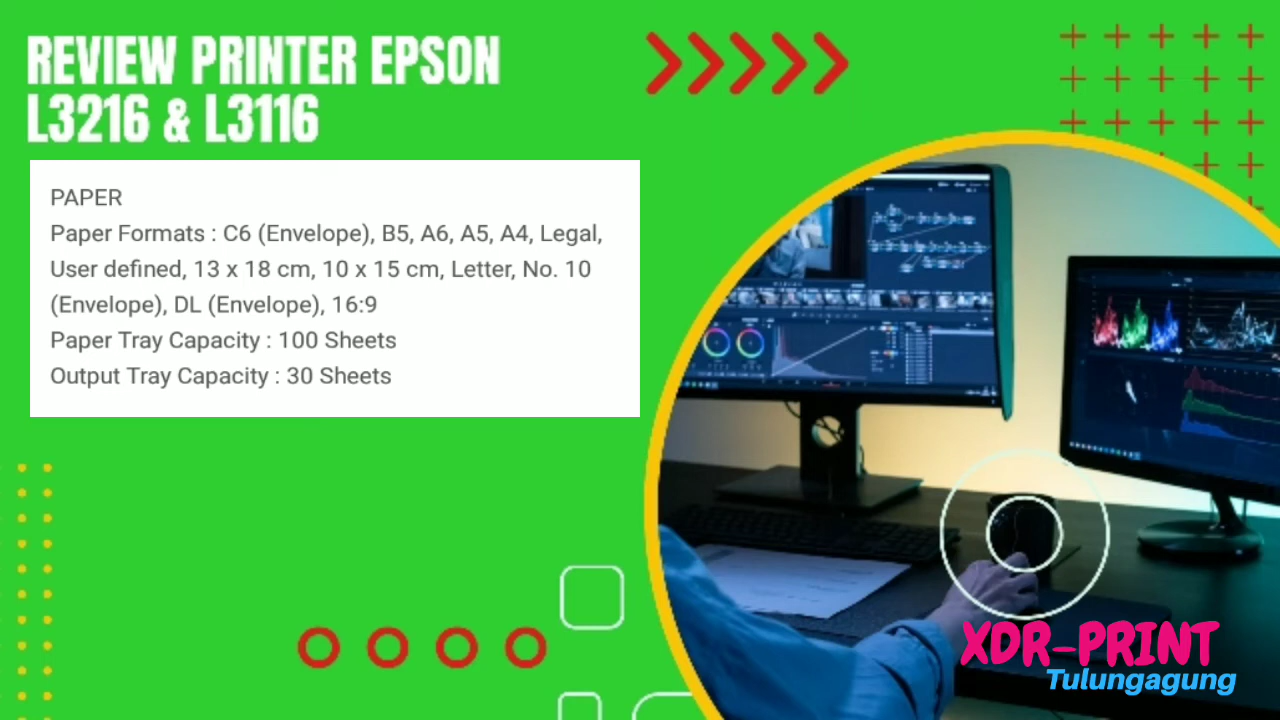 REVIEW PRINTER EPSON
L3216 & L3116
PAPER
Paper Formats : C6 (Envelope), B5, A6, A5, A4, Legal,
User defined, 13 x 18 cm, 10 x 15 cm, Letter, No. 10
(Envelope), DL (Envelope), 16:9
Paper Tray Capacity : 100 Sheets
Output Tray Capacity : 30 Sheets
XDR-PRINT
Tulungagung